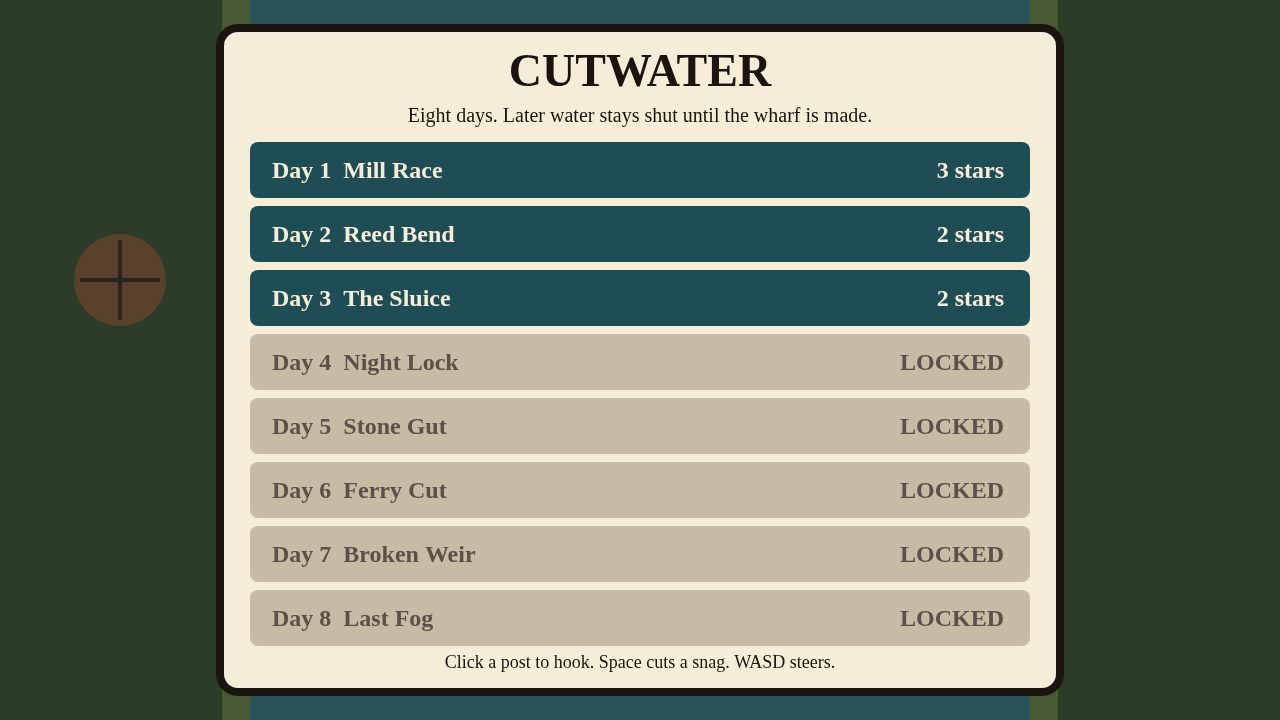 CUTWATER
Eight days. Later water stays shut until the wharf is made.
Day 1 Mill Race 3 stars
Day 2 Reed Bend 2 stars
Day 3 The Sluice 2 stars
Day 4 Night Lock LOCKED
Day 5 Stone Gut LOCKED
Day 6 Ferry Cut LOCKED
Day 7 Broken Weir LOCKED
Day 8 Last Fog LOCKED
Click a post to hook. Space cuts a snag. WASD steers.